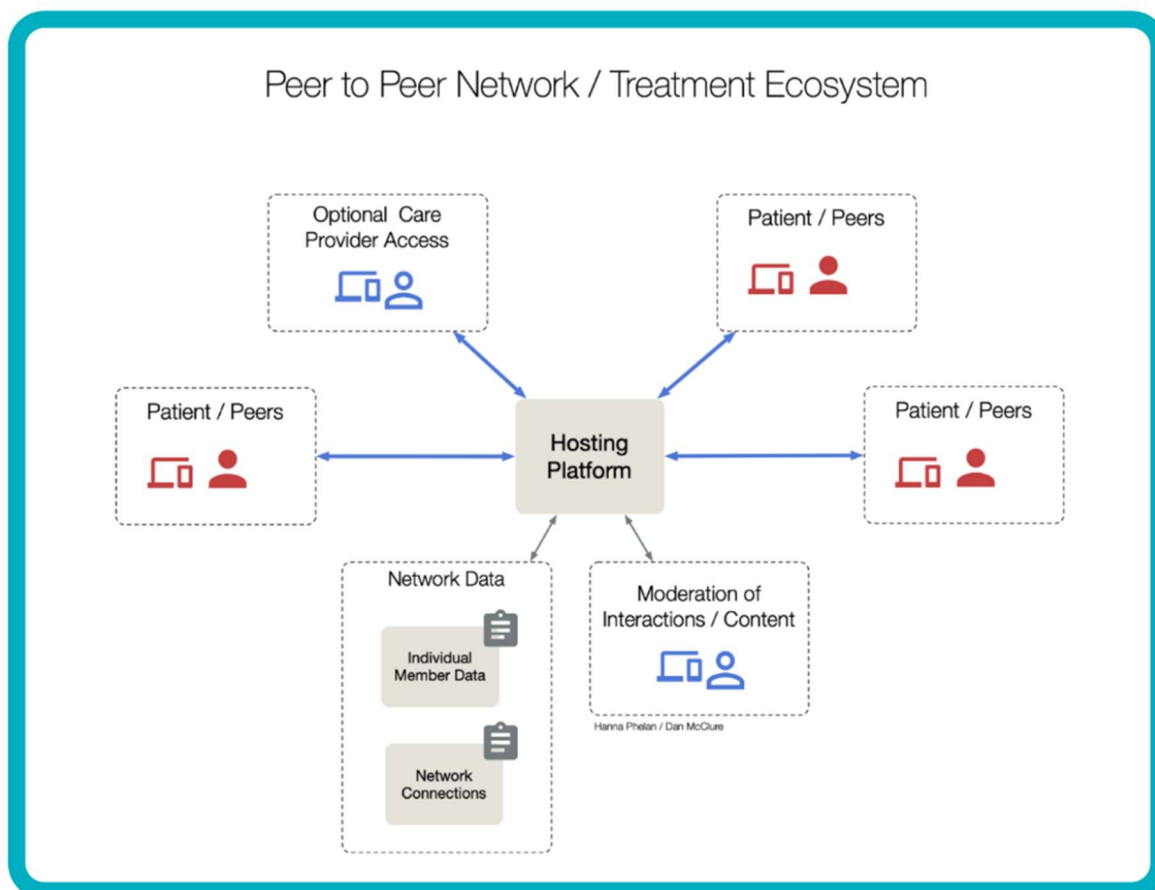 Peer to Peer Network / Treatment Ecosystem
Optional Care
Provider Access
Patient / Peers
Patient / Peers
Hosting
Platform
Patient / Peers
Network Data
Individual
Member Data
Network
Connections
Moderation of
Interactions / Content
Hanna Phelan / Dan McClure